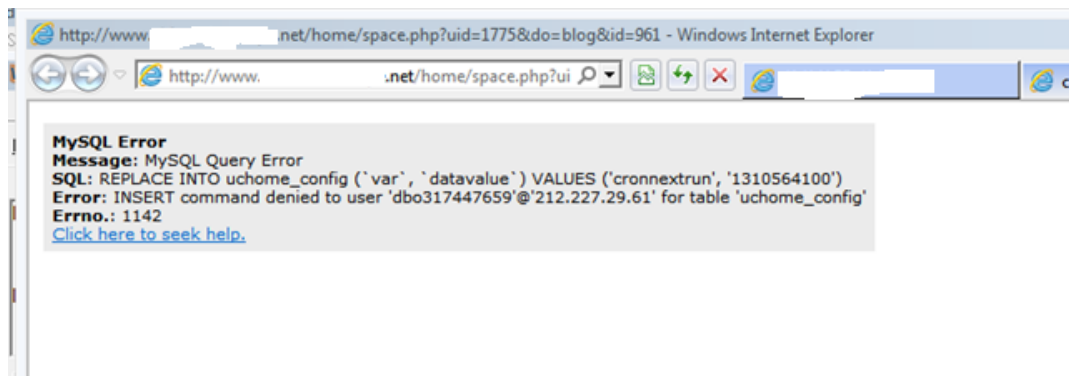 http://www. .net/home/space.php?uid=1775&do=blog&id=961 - Windows Internet Explorer
http://www. .net/home/space.php?ui
MySQL Error
Message: MySQL Query Error
SQL: REPLACE INTO uchome_config (`var`, `datavalue`) VALUES ('cronnextrun', '1310564100')
Error: INSERT command denied to user 'dbo317447659'@'212.227.29.61' for table 'uchome_config'
Errno.: 1142
Click here to seek help.